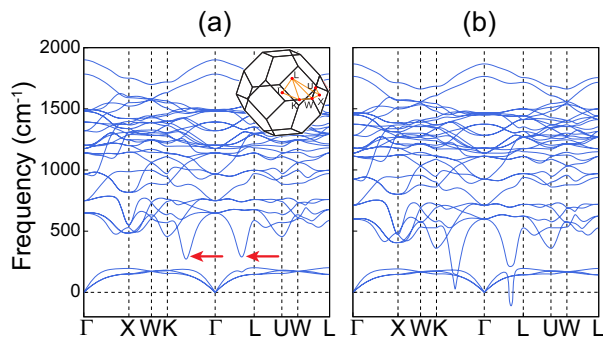 (a)
(b)
Frequency (cm⁻¹)
2000
1500
1000
500
0
L
U
X
K
W
Γ X W K Γ L U W L
Γ X W K Γ L U W L